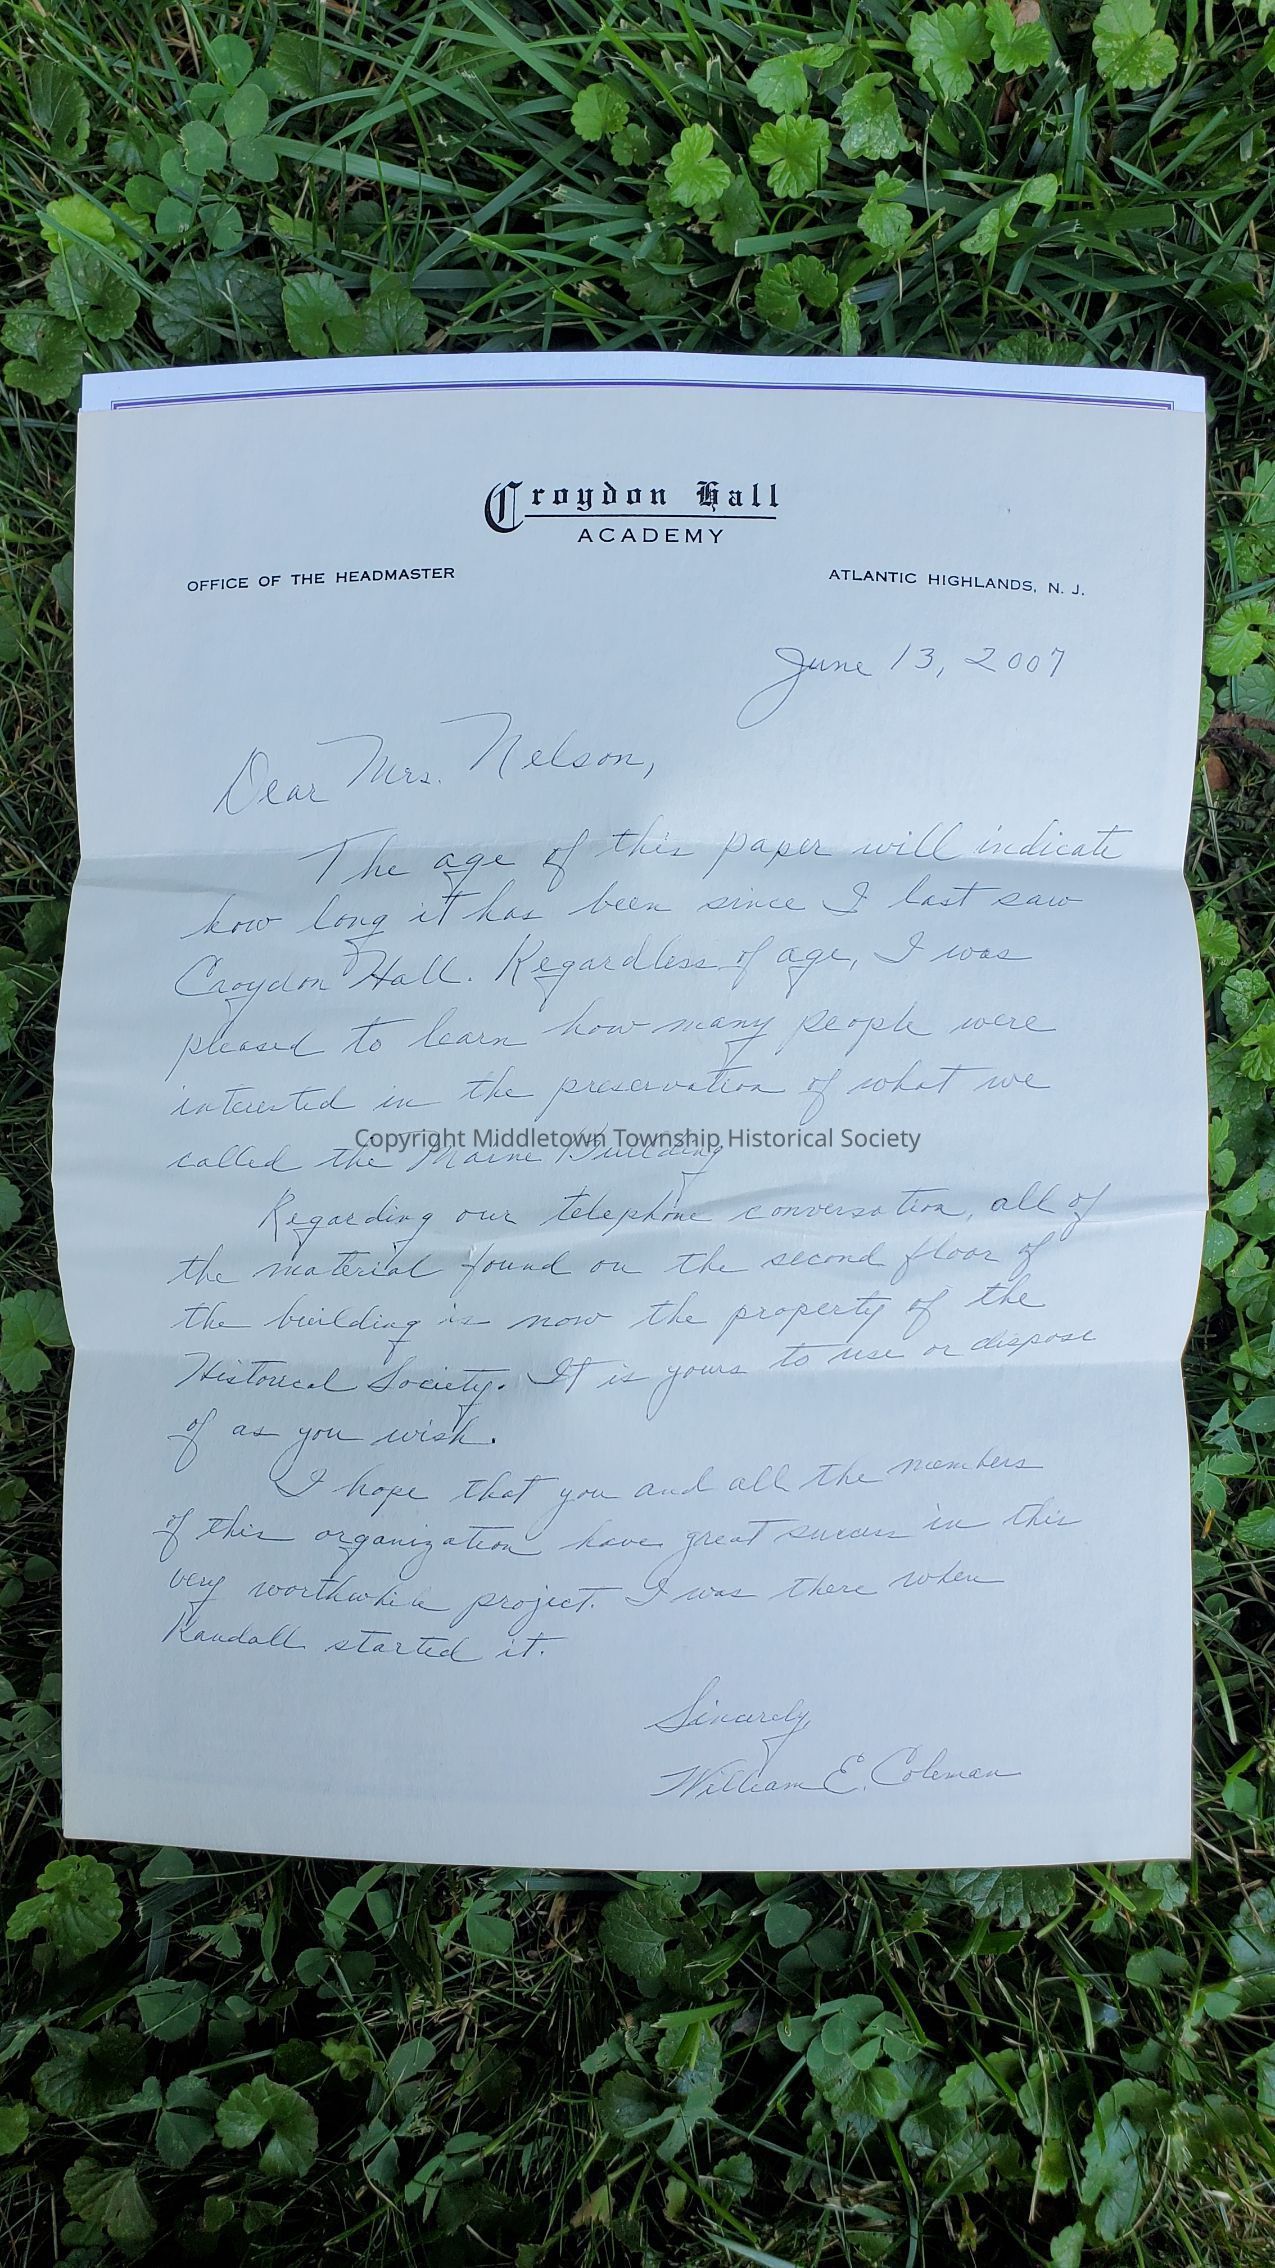 Croydon Hall
ACADEMY
OFFICE OF THE HEADMASTER
ATLANTIC HIGHLANDS, N. J.
June 13, 2007
Dear Mrs. Nelson,
The age of this paper will indicate
how long it has been since I last saw
Croydon Hall. Regardless of age, I was
pleased to learn how many people were
interested in the preservation of what we
Copyright Middletown Township Historical Society
called the Maine Building
Regarding our telephone conversation, all of
the material found on the second floor of
the building is now the property of the
Historical Society. It is yours to use or dispose
of as you wish.
I hope that you and all the members
of this organization have great success in this
very worthwhile project. I was there when
Randall started it.
Sincerely,
William E. Coleman